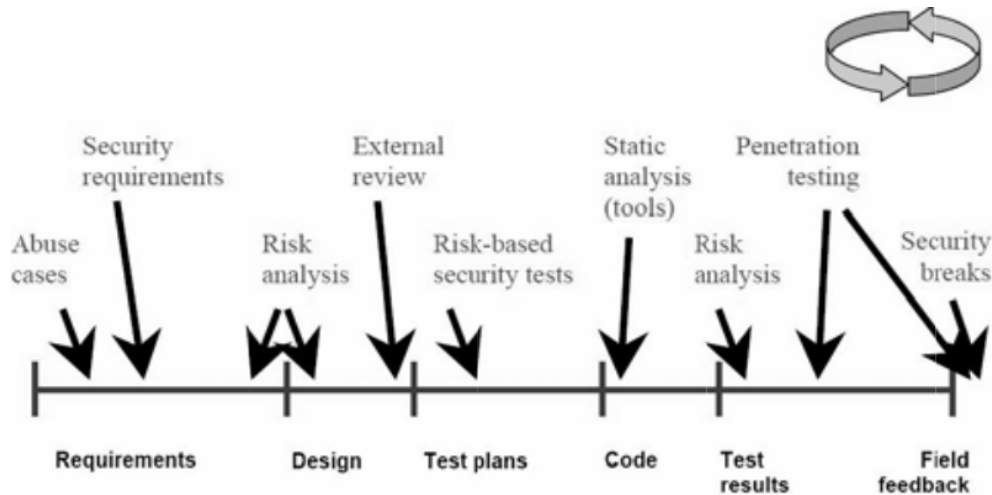 Security
requirements
External
review
Static
analysis
(tools)
Penetration
testing
Abuse
cases
Risk
analysis
Risk-based
security tests
Risk
analysis
Security
breaks
Requirements
Design
Test plans
Code
Test
results
Field
feedback